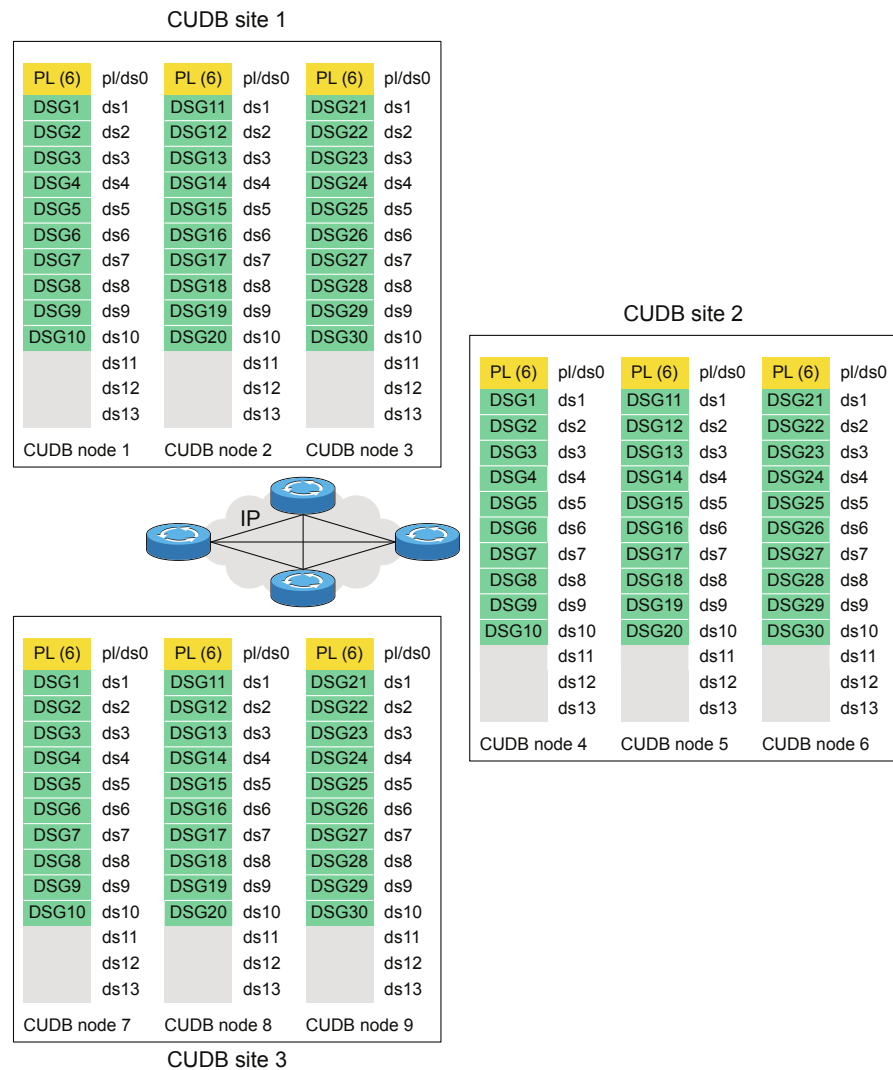 CUDB site 1
PL (6) pl/ds0 PL (6) pl/ds0 PL (6) pl/ds0
DSG1 ds1 DSG11 ds1 DSG21 ds1
DSG2 ds2 DSG12 ds2 DSG22 ds2
DSG3 ds3 DSG13 ds3 DSG23 ds3
DSG4 ds4 DSG14 ds4 DSG24 ds4
DSG5 ds5 DSG15 ds5 DSG25 ds5
DSG6 ds6 DSG16 ds6 DSG26 ds6
DSG7 ds7 DSG17 ds7 DSG27 ds7
DSG8 ds8 DSG18 ds8 DSG28 ds8
DSG9 ds9 DSG19 ds9 DSG29 ds9
DSG10 ds10 DSG20 ds10 DSG30 ds10
ds11 ds11 ds11
ds12 ds12 ds12
ds13 ds13 ds13
CUDB node 1 CUDB node 2 CUDB node 3
CUDB site 2
PL (6) pl/ds0 PL (6) pl/ds0 PL (6) pl/ds0
DSG1 ds1 DSG11 ds1 DSG21 ds1
DSG2 ds2 DSG12 ds2 DSG22 ds2
DSG3 ds3 DSG13 ds3 DSG23 ds3
DSG4 ds4 DSG14 ds4 DSG24 ds4
DSG5 ds5 DSG15 ds5 DSG25 ds5
DSG6 ds6 DSG16 ds6 DSG26 ds6
DSG7 ds7 DSG17 ds7 DSG27 ds7
DSG8 ds8 DSG18 ds8 DSG28 ds8
DSG9 ds9 DSG19 ds9 DSG29 ds9
DSG10 ds10 DSG20 ds10 DSG30 ds10
ds11 ds11 ds11
ds12 ds12 ds12
ds13 ds13 ds13
CUDB node 4 CUDB node 5 CUDB node 6
IP
PL (6) pl/ds0 PL (6) pl/ds0 PL (6) pl/ds0
DSG1 ds1 DSG11 ds1 DSG21 ds1
DSG2 ds2 DSG12 ds2 DSG22 ds2
DSG3 ds3 DSG13 ds3 DSG23 ds3
DSG4 ds4 DSG14 ds4 DSG24 ds4
DSG5 ds5 DSG15 ds5 DSG25 ds5
DSG6 ds6 DSG16 ds6 DSG26 ds6
DSG7 ds7 DSG17 ds7 DSG27 ds7
DSG8 ds8 DSG18 ds8 DSG28 ds8
DSG9 ds9 DSG19 ds9 DSG29 ds9
DSG10 ds10 DSG20 ds10 DSG30 ds10
ds11 ds11 ds11
ds12 ds12 ds12
ds13 ds13 ds13
CUDB node 7 CUDB node 8 CUDB node 9
CUDB site 3